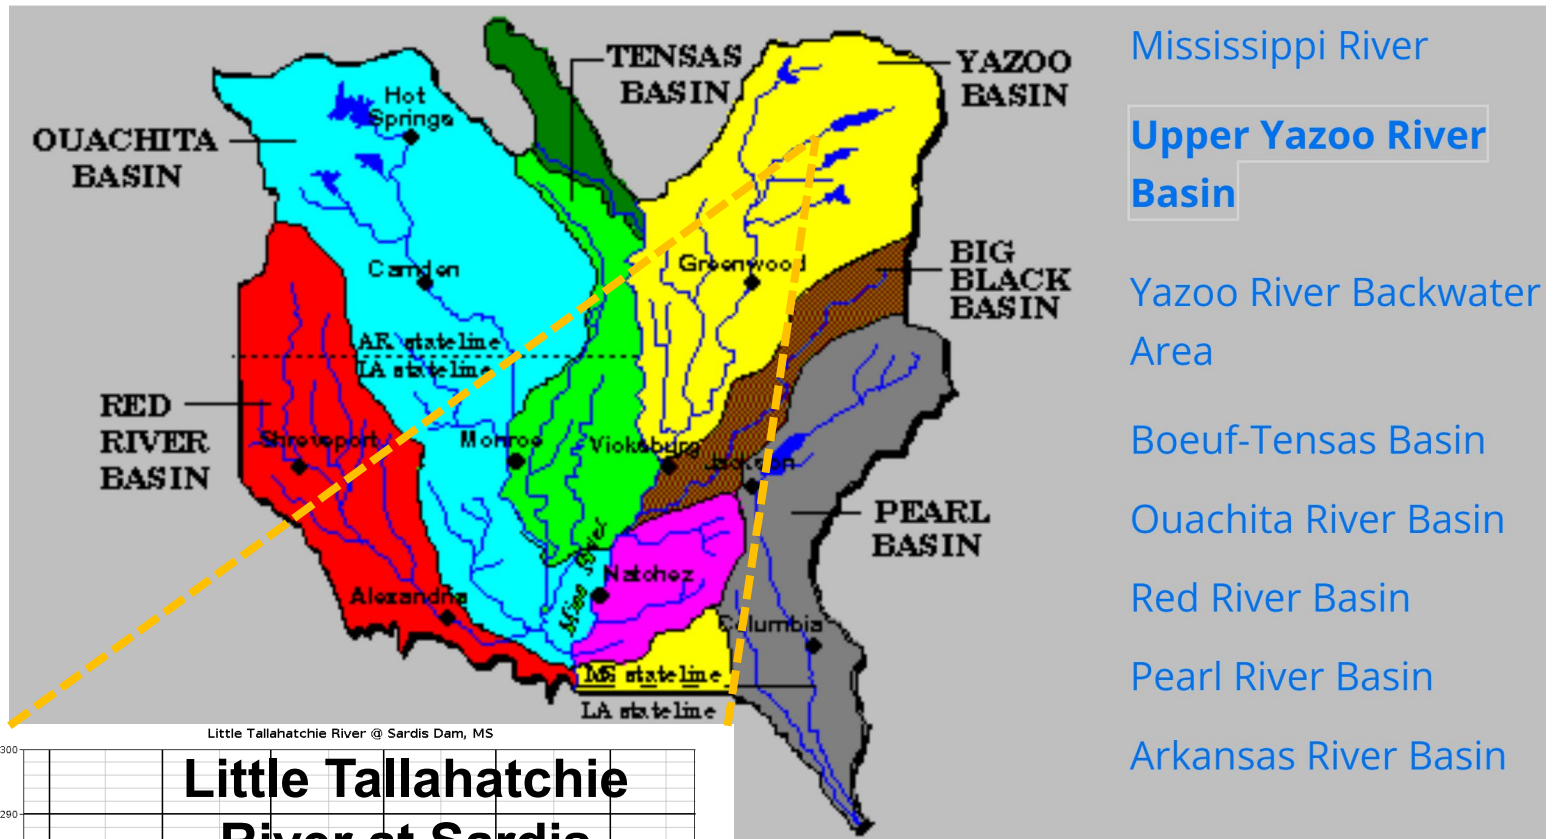 TENSAS
BASIN
YAZOO
BASIN
Hot
Springs
OUACHITA
BASIN
BIG
BLACK
BASIN
Greenwood
Camden
AR stateline
LA stateline
RED
RIVER
BASIN
Shreveport
Monroe
Vicksburg
Jackson
PEARL
BASIN
Miss River
Natchez
Alexandria
Columbia
MS stateline
LA stateline
Mississippi River
Upper Yazoo River
Basin
Yazoo River Backwater
Area
Boeuf-Tensas Basin
Ouachita River Basin
Red River Basin
Pearl River Basin
Arkansas River Basin
Little Tallahatchie River @ Sardis Dam, MS
300
Little Tallahatchie
290
River at Sardis